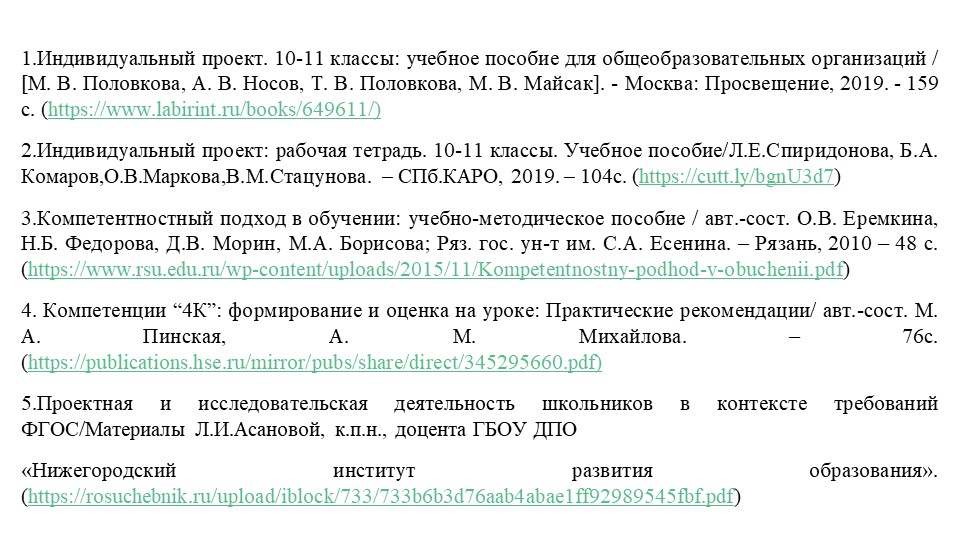 1.Индивидуальный проект. 10-11 классы: учебное пособие для общеобразовательных организаций /
[М. В. Половкова, А. В. Носов, Т. В. Половкова, М. В. Майсак]. - Москва: Просвещение, 2019. - 159
с. (https://www.labirint.ru/books/649611/)
2.Индивидуальный проект: рабочая тетрадь. 10-11 классы. Учебное пособие/Л.Е.Спиридонова, Б.А.
Комаров,О.В.Маркова,В.М.Стацунова. – СПб.КАРО, 2019. – 104с. (https://cutt.ly/bgnU3d7)
3.Компетентностный подход в обучении: учебно-методическое пособие / авт.-сост. О.В. Еремкина,
Н.Б. Федорова, Д.В. Морин, М.А. Борисова; Ряз. гос. ун-т им. С.А. Есенина. – Рязань, 2010 – 48 с.
(https://www.rsu.edu.ru/wp-content/uploads/2015/11/Kompetentnostny-podhod-v-obuchenii.pdf)
4. Компетенции “4К”: формирование и оценка на уроке: Практические рекомендации/ авт.-сост. М.
А. Пинская, А. М. Михайлова. – 76с.
(https://publications.hse.ru/mirror/pubs/share/direct/345295660.pdf)
5.Проектная и исследовательская деятельность школьников в контексте требований
ФГОС/Материалы Л.И.Асановой, к.п.н., доцента ГБОУ ДПО
«Нижегородский институт развития образования».
(https://rosuchebnik.ru/upload/iblock/733/733b6b3d76aab4abae1ff92989545fbf.pdf)